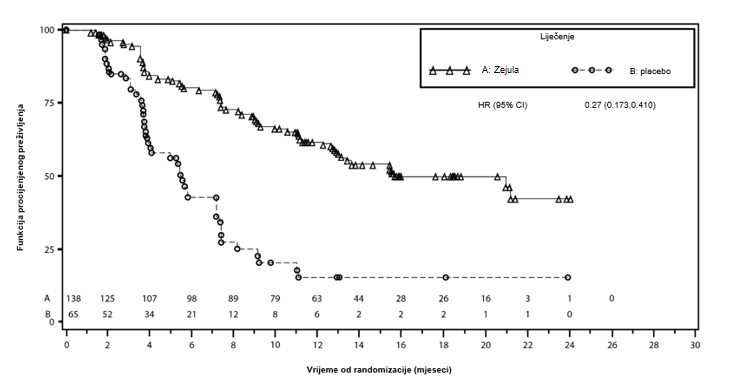 Liječenje
A: Zejula
B: placebo
HR (95% CI) 0.27 (0.173,0.410)
Funkcija procijenjenog preživljenja
100
75
50
25
0
A 138 125 107 98 89 79 63 44 28 26 16 3 1 0
B 65 52 34 21 12 8 6 2 2 2 1 1 0
0 2 4 6 8 10 12 14 16 18 20 22 24 26 28 30
Vrijeme od randomizacije (mjeseci)